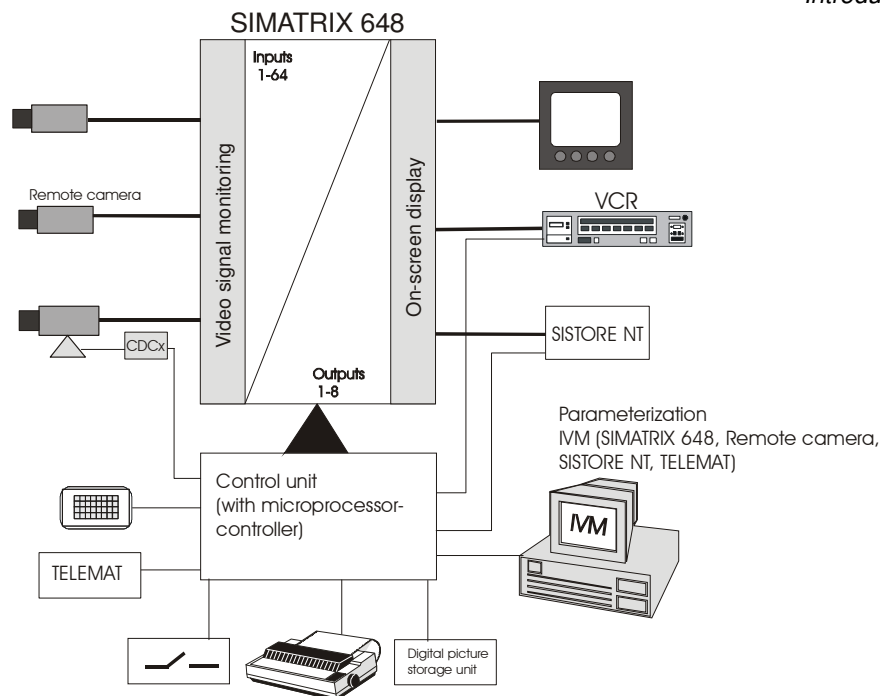 SIMATRIX 648
Inputs
1-64
Video signal monitoring
On-screen display
Remote camera
VCR
CDCx
SISTORE NT
Outputs
1-8
Parameterization
IVM (SIMATRIX 648, Remote camera,
SISTORE NT, TELEMAT)
Control unit
(with microprocessor-
controller)
IVM
TELEMAT
Digital picture
storage unit